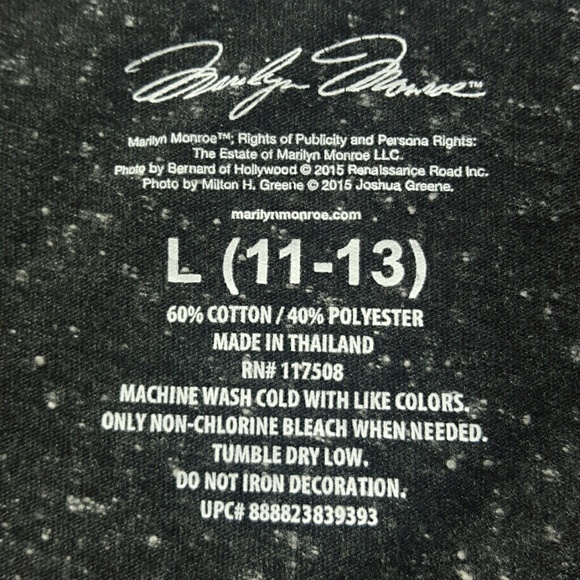 Marilyn Monroe™
Marilyn Monroe™; Rights of Publicity and Persona Rights:
The Estate of Marilyn Monroe LLC.
Photo by Bernard of Hollywood © 2015 Renaissance Road Inc.
Photo by Milton H. Greene © 2015 Joshua Greene.
marilynmonroe.com
L (11-13)
60% COTTON / 40% POLYESTER
MADE IN THAILAND
RN# 117508
MACHINE WASH COLD WITH LIKE COLORS.
ONLY NON-CHLORINE BLEACH WHEN NEEDED.
TUMBLE DRY LOW.
DO NOT IRON DECORATION.
UPC# 888823839393